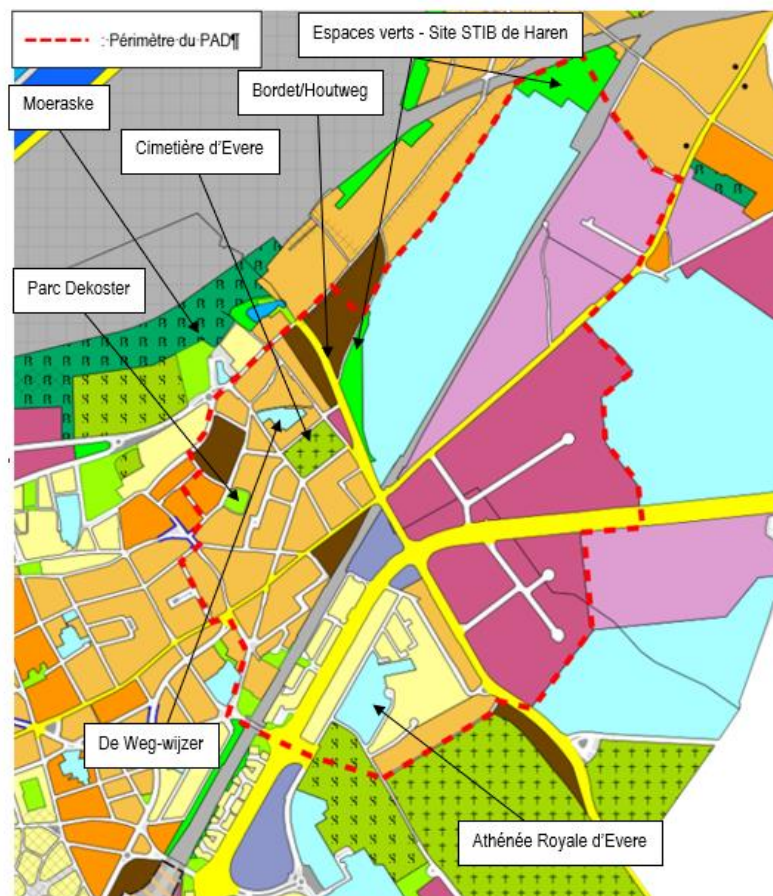 : Périmètre du PAD¶
Espaces verts - Site STIB de Haren
Moeraske
Bordet/Houtweg
Cimetière d'Evere
Parc Dekoster
De Weg-wijzer
Athénée Royale d'Evere